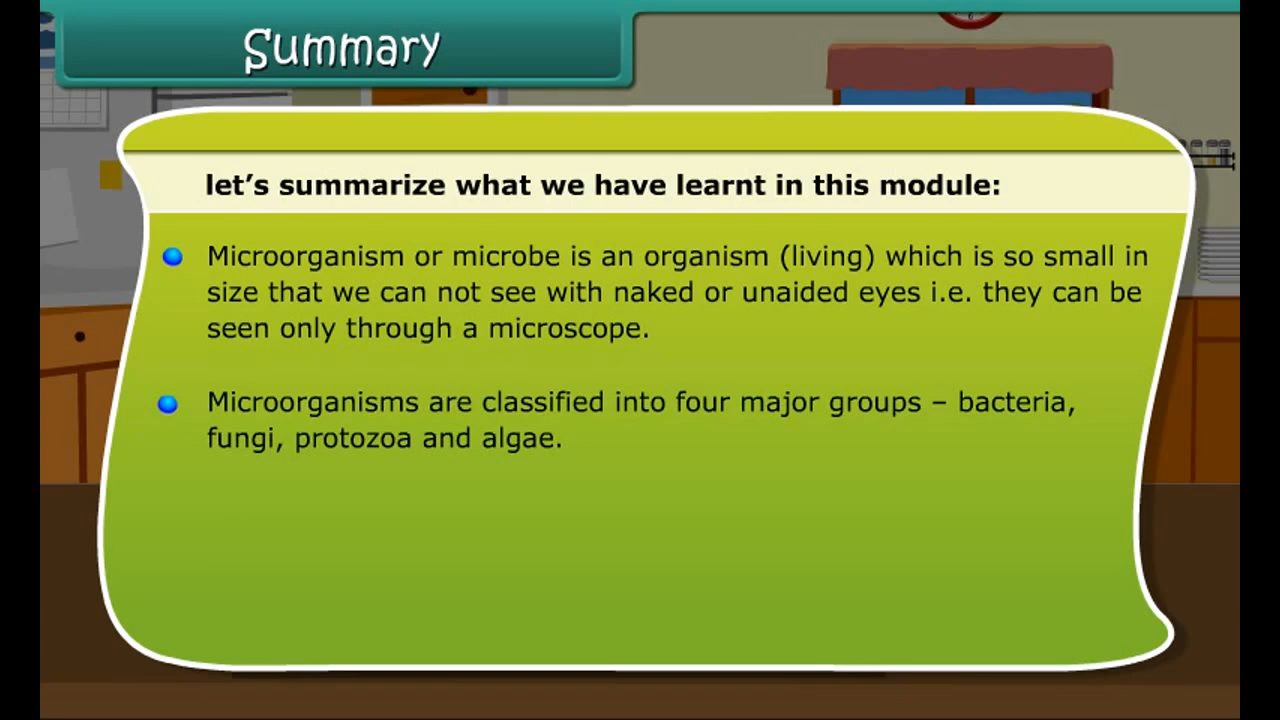 Summary
let’s summarize what we have learnt in this module:
Microorganism or microbe is an organism (living) which is so small in
size that we can not see with naked or unaided eyes i.e. they can be
seen only through a microscope.
Microorganisms are classified into four major groups – bacteria,
fungi, protozoa and algae.